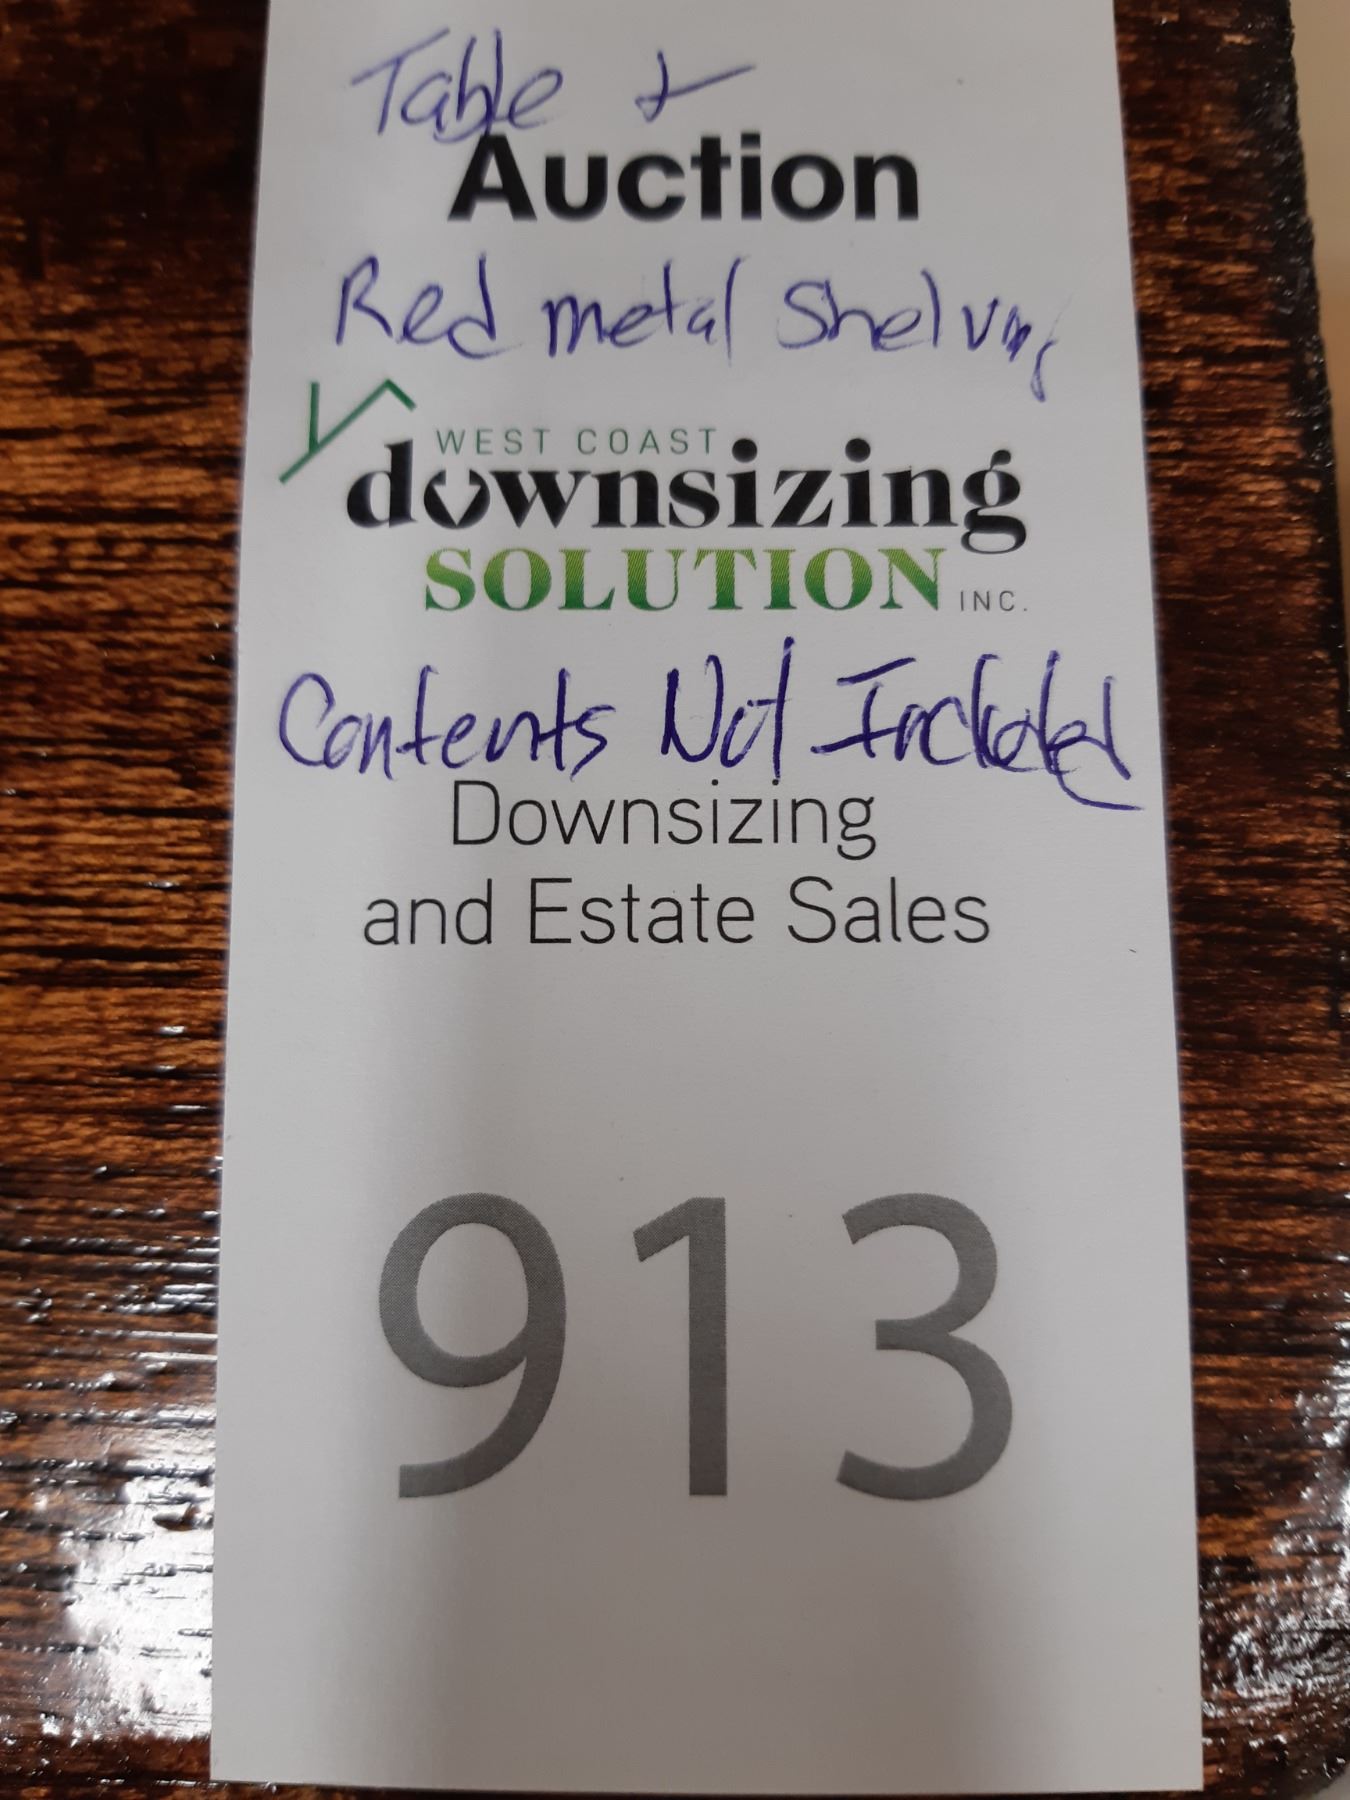 Table &
Auction
Red metal Shelving
WEST COAST
downsizing
SOLUTION INC.
Contents Not Included
Downsizing
and Estate Sales
913